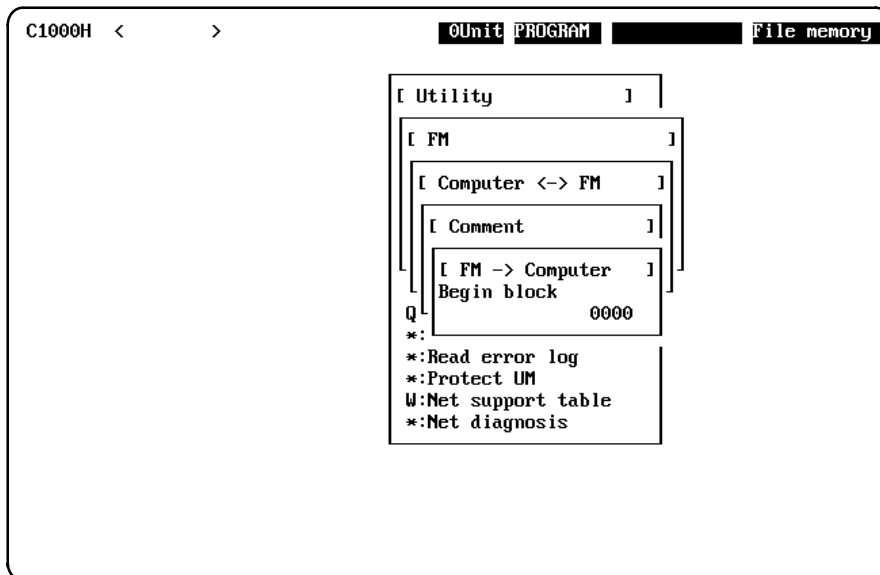 C1000H < > 0Unit PROGRAM File memory
[ Utility ]
[ FM ]
[ Computer <-> FM ]
[ Comment ]
[ FM -> Computer ]
Begin block
0000
Q
*:
*:Read error log
*:Protect UM
W:Net support table
*:Net diagnosis